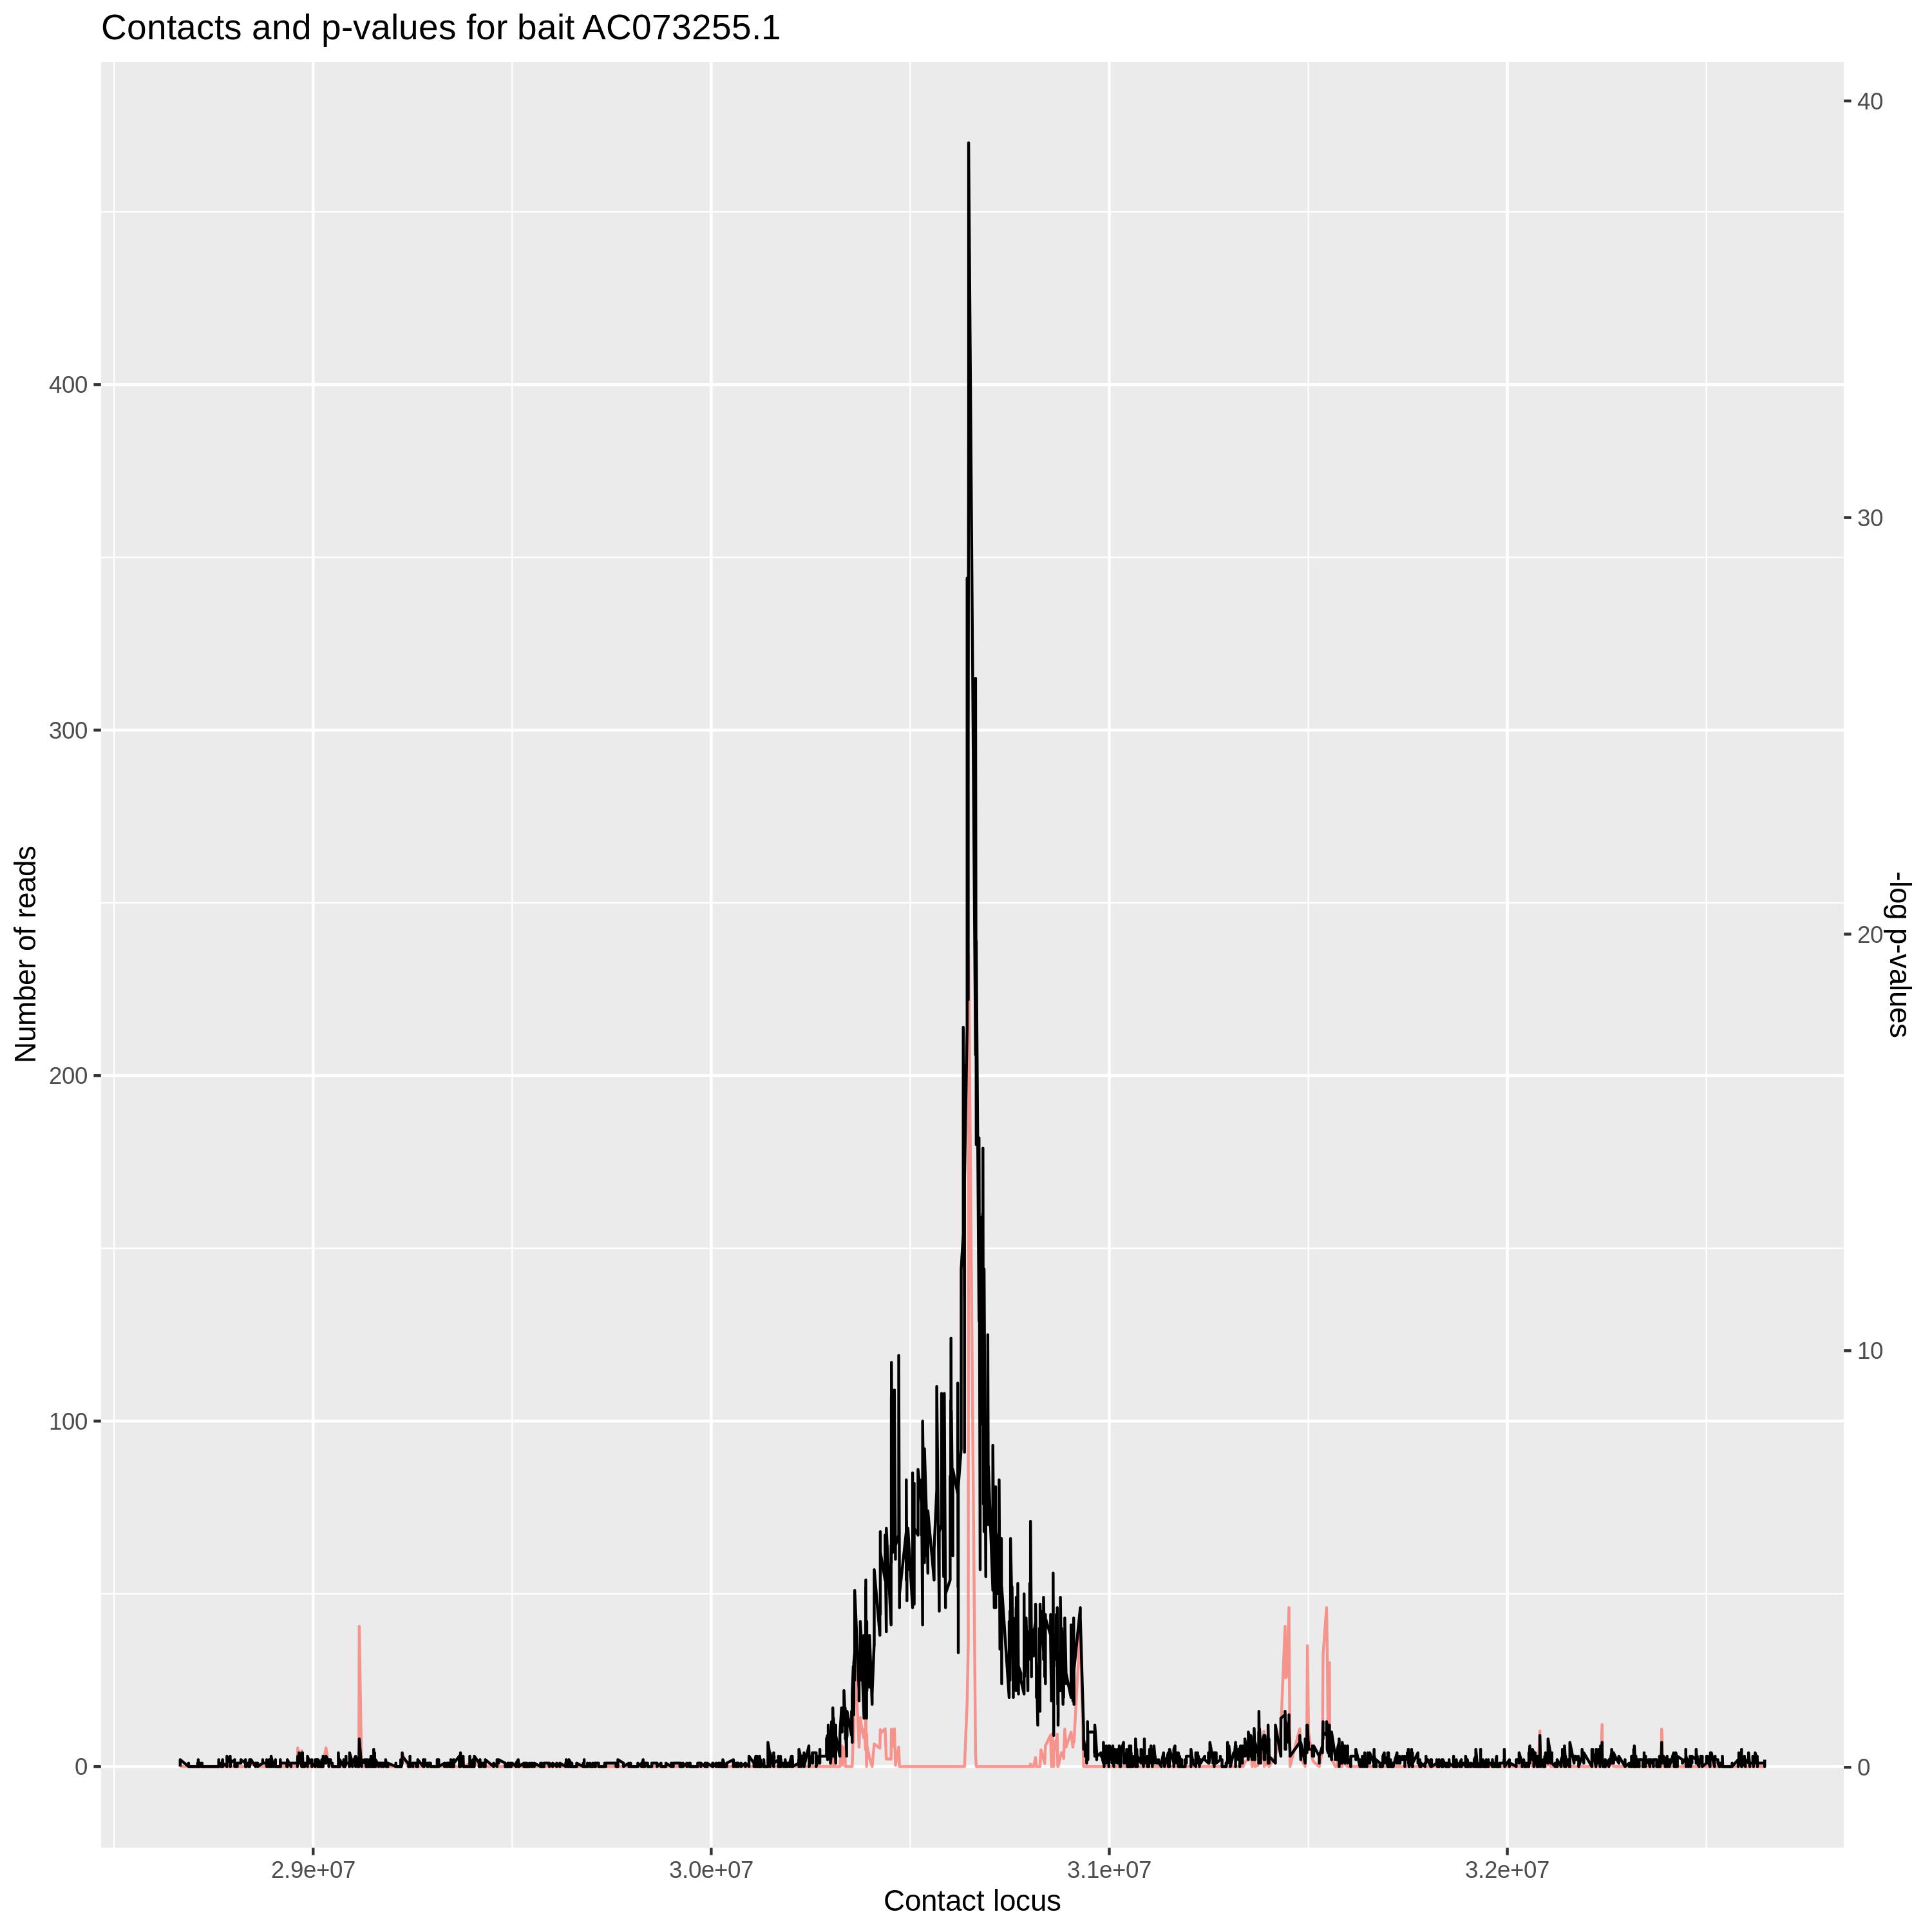 Contacts and p-values for bait AC073255.1
Number of reads
400
300
200
100
0
40
30
20
10
0
-log p-values
2.9e+07
3.0e+07
3.1e+07
3.2e+07
Contact locus